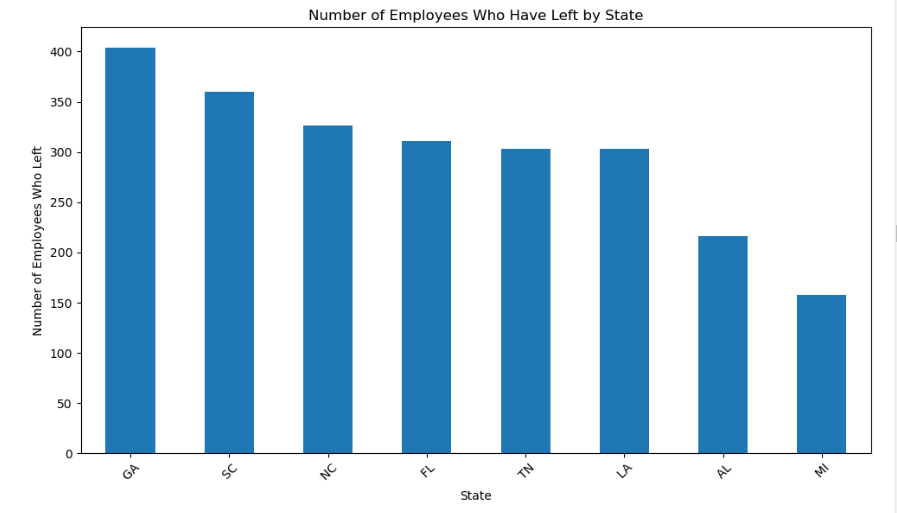 Number of Employees Who Have Left by State
Number of Employees Who Left
400
350
300
250
200
150
100
50
0
GA SC NC FL TN LA AL MI
State